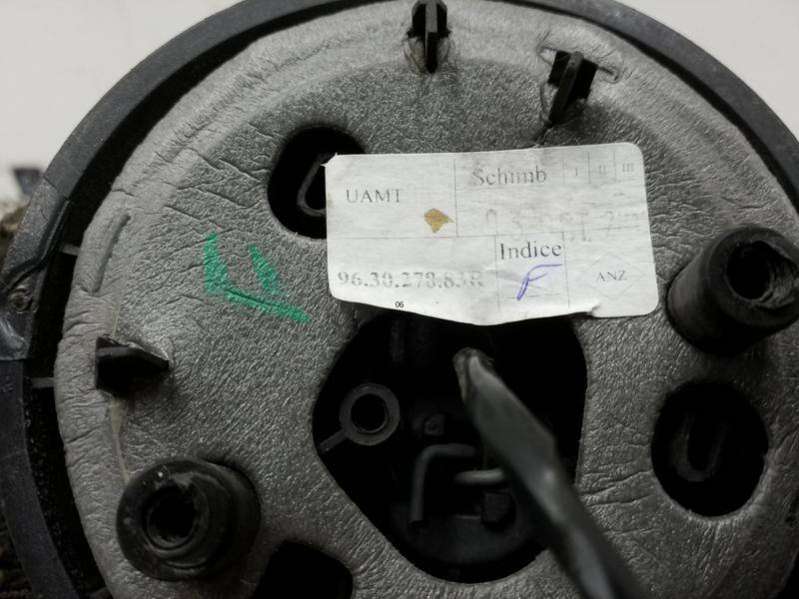 UAMT
Schimb
I II III
Indice
96.30.278.83R
F
ANZ
06